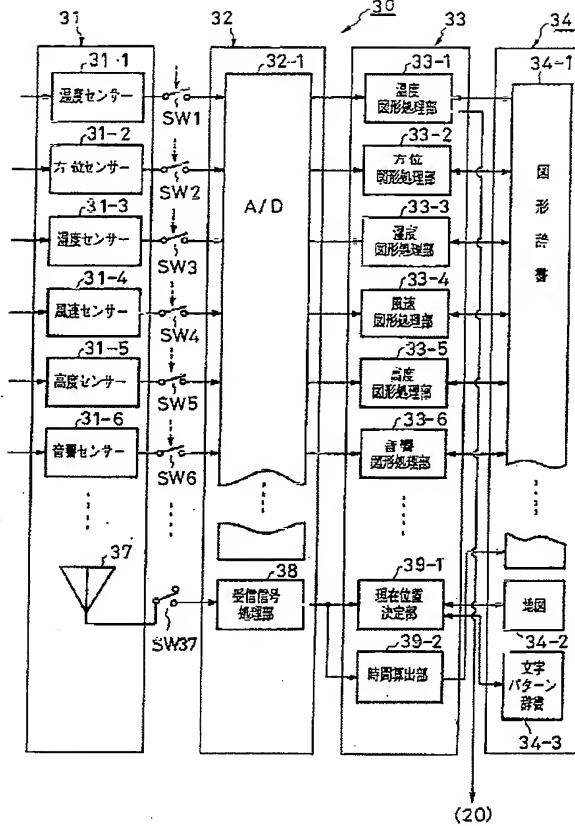 30
31
32
33
34
31-1
温度センサー
SW1
31-2
方位センサー
SW2
31-3
湿度センサー
SW3
31-4
風速センサー
SW4
31-5
高度センサー
SW5
31-6
音響センサー
SW6
37
SW37
32-1
A/D
38
受信信号
処理部
33-1
温度
図形処理部
33-2
方位
図形処理部
33-3
湿度
図形処理部
33-4
風速
図形処理部
33-5
高度
図形処理部
33-6
音響
図形処理部
39-1
現在位置
決定部
39-2
時間算出部
34-1
図形辞書
地図
34-2
文字
パターン
辞書
34-3
(20)